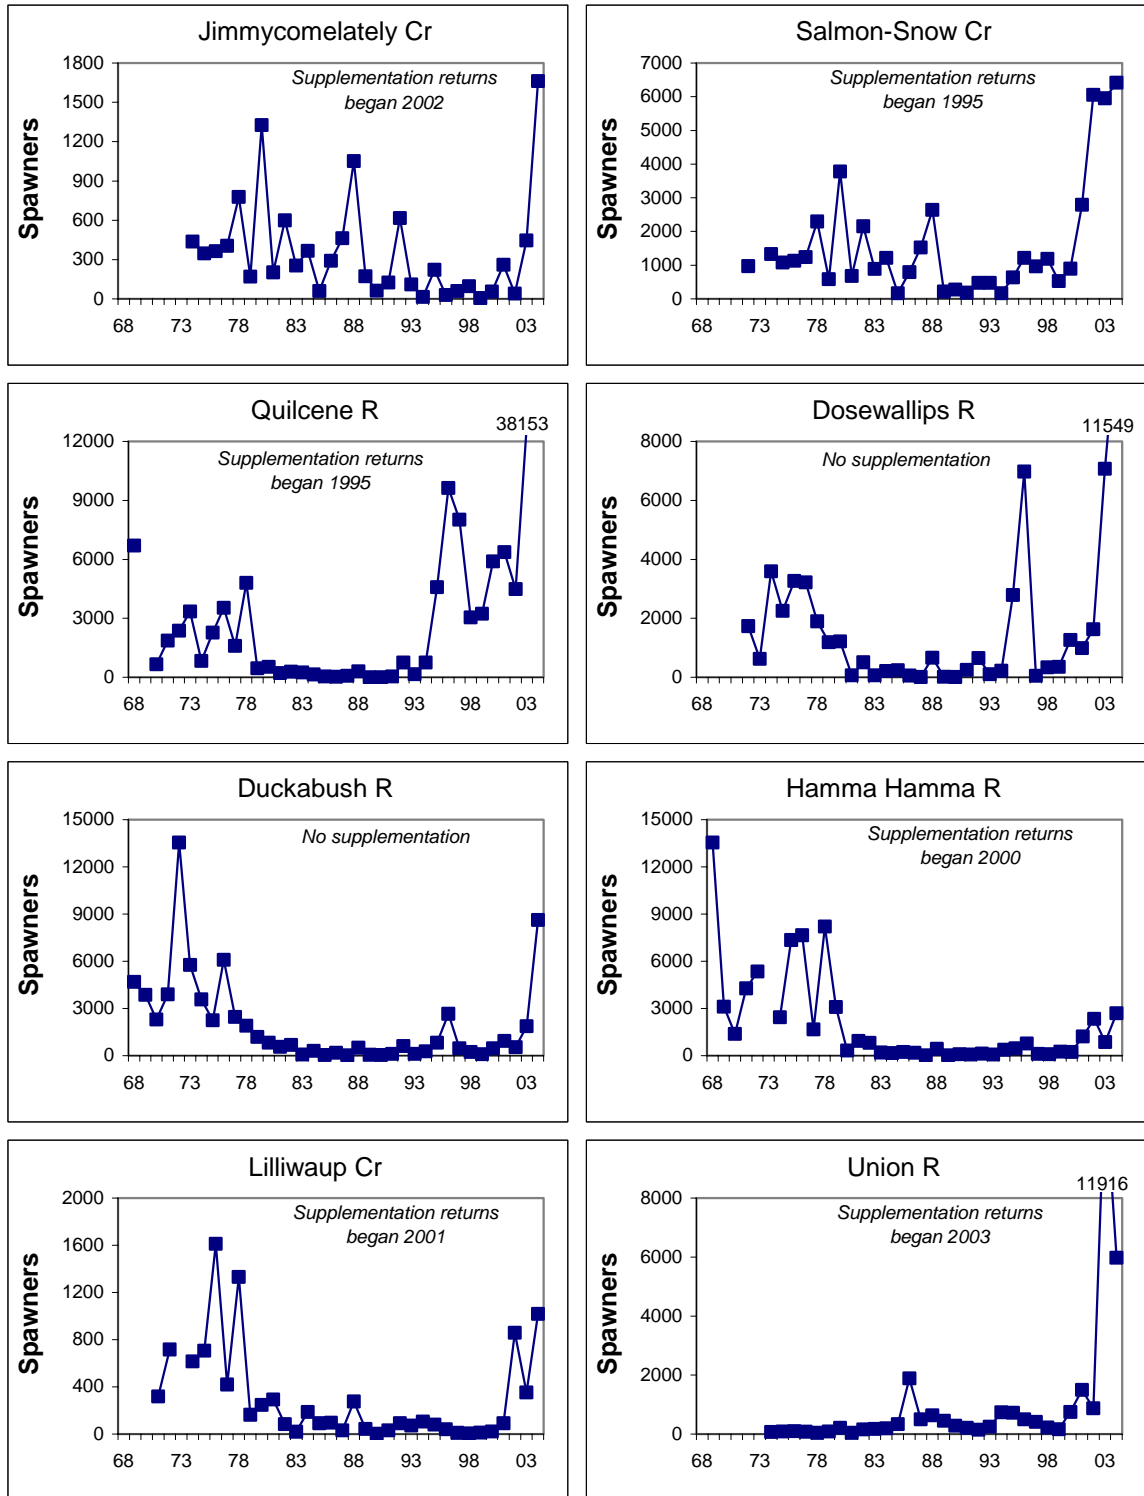 Jimmycomelately Cr
Supplementation returns
began 2002
Spawners
1800
1500
1200
900
600
300
0
68 73 78 83 88 93 98 03
Salmon-Snow Cr
Supplementation returns
began 1995
Spawners
7000
6000
5000
4000
3000
2000
1000
0
68 73 78 83 88 93 98 03
Quilcene R
38153
Supplementation returns
began 1995
Spawners
12000
9000
6000
3000
0
68 73 78 83 88 93 98 03
Dosewallips R
11549
No supplementation
Spawners
8000
6000
4000
2000
0
68 73 78 83 88 93 98 03
Duckabush R
No supplementation
Spawners
15000
12000
9000
6000
3000
0
68 73 78 83 88 93 98 03
Hamma Hamma R
Supplementation returns
began 2000
Spawners
15000
12000
9000
6000
3000
0
68 73 78 83 88 93 98 03
Lilliwaup Cr
Supplementation returns
began 2001
Spawners
2000
1600
1200
800
400
0
68 73 78 83 88 93 98 03
Union R
11916
Supplementation returns
began 2003
Spawners
8000
6000
4000
2000
0
68 73 78 83 88 93 98 03